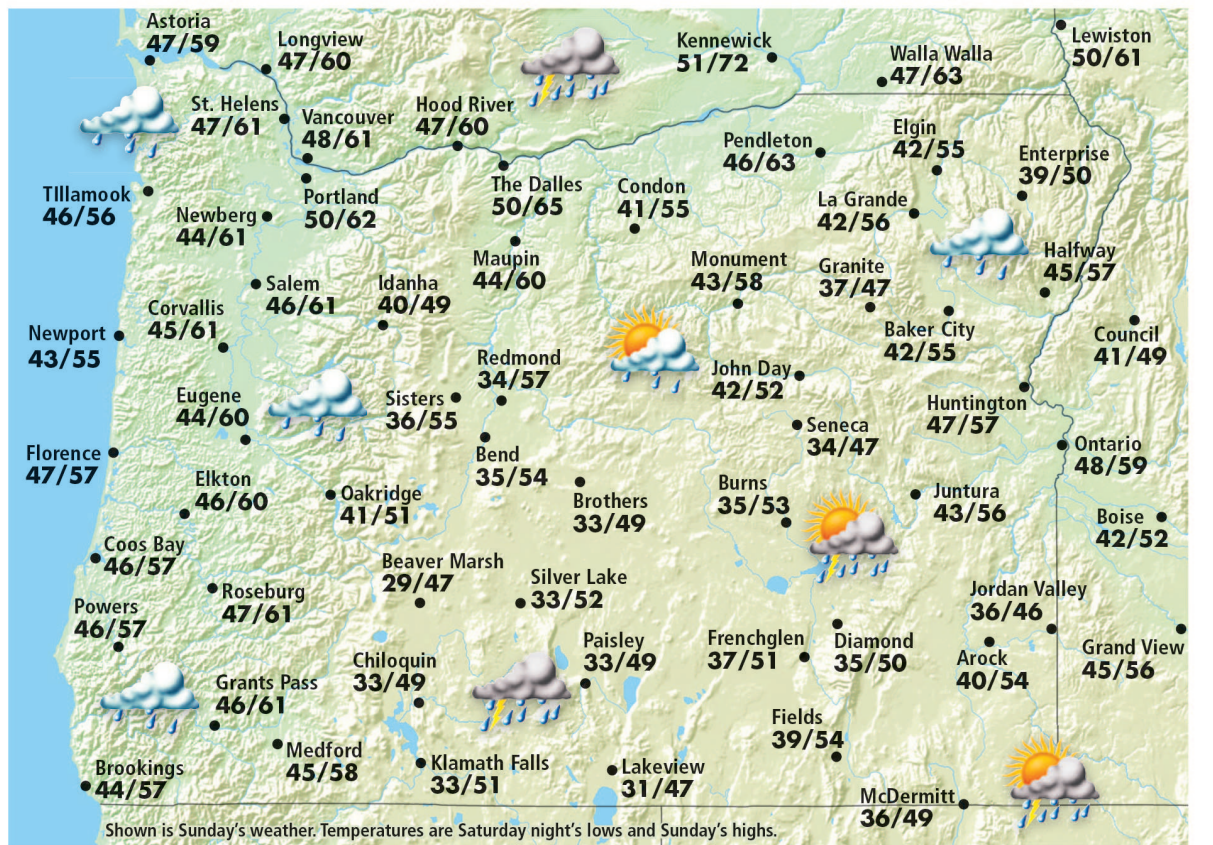 Astoria
47/59
Longview
47/60
Kennewick
51/72
Walla Walla
47/63
Lewiston
50/61
St. Helens
47/61
Vancouver
48/61
Hood River
47/60
Pendleton
46/63
Elgin
42/55
Enterprise
39/50
TIllamook
46/56
Newberg
44/61
Portland
50/62
The Dalles
50/65
Condon
41/55
La Grande
42/56
Salem
46/61
Idanha
40/49
Maupin
44/60
Monument
43/58
Granite
37/47
Halfway
45/57
Newport
43/55
Corvallis
45/61
Redmond
34/57
John Day
42/52
Baker City
42/55
Council
41/49
Eugene
44/60
Sisters
36/55
Seneca
34/47
Huntington
47/57
Florence
47/57
Bend
35/54
Ontario
48/59
Elkton
46/60
Oakridge
41/51
Brothers
33/49
Burns
35/53
Juntura
43/56
Boise
42/52
Coos Bay
46/57
Beaver Marsh
29/47
Silver Lake
33/52
Roseburg
47/61
Jordan Valley
36/46
Powers
46/57
Paisley
33/49
Frenchglen
37/51
Diamond
35/50
Arock
40/54
Grand View
45/56
Chiloquin
33/49
Grants Pass
46/61
Fields
39/54
Medford
45/58
Klamath Falls
33/51
Lakeview
31/47
Brookings
44/57
McDermitt
36/49
Shown is Sunday's weather. Temperatures are Saturday night's lows and Sunday's highs.